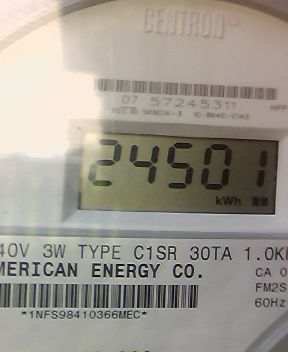 CENTRON®
07 57245311
24501
kWh
40V 3W TYPE C1SR 30TA 1.0K
MERICAN ENERGY CO.
CA 0
FM2S
60Hz
*1NFS98410366MEC*